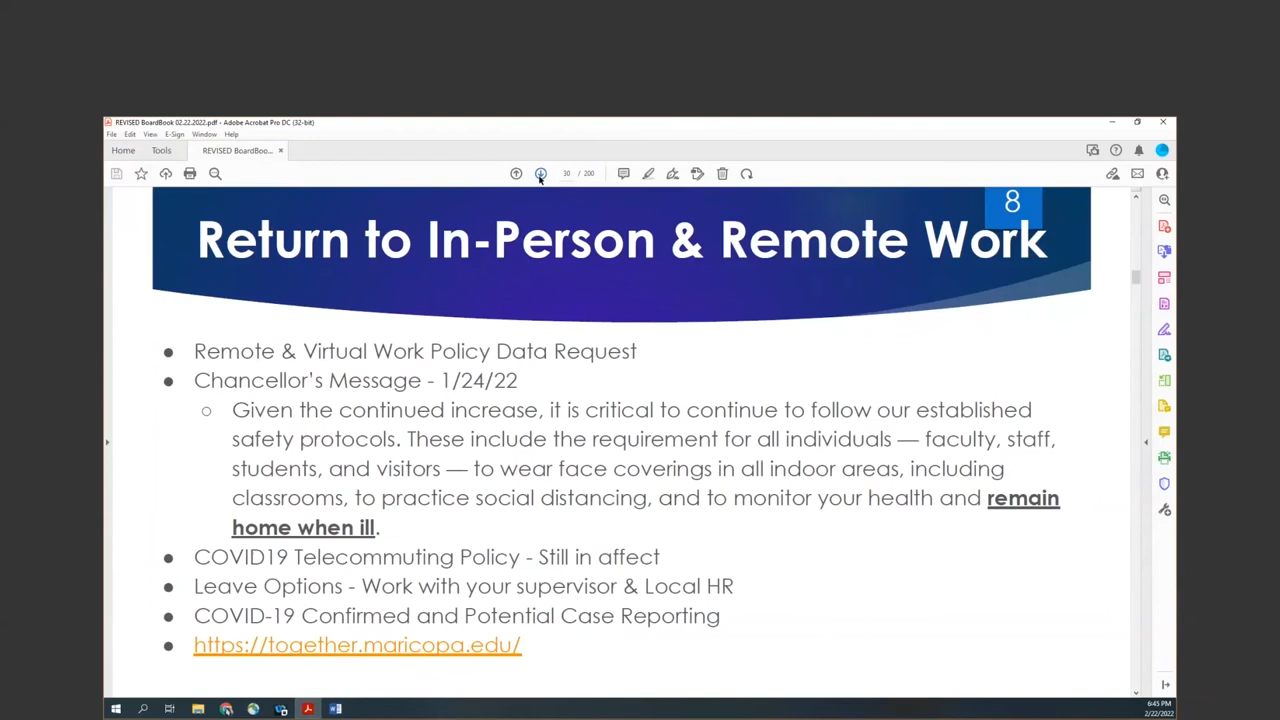 REVISED BoardBook 02.22.2022.pdf - Adobe Acrobat Pro DC (32-bit)
File Edit View E-Sign Window Help
Home Tools REVISED BoardBoo... ×
30 / 200
8
Return to In-Person & Remote Work
● Remote & Virtual Work Policy Data Request
● Chancellor's Message - 1/24/22
○ Given the continued increase, it is critical to continue to follow our established
safety protocols. These include the requirement for all individuals — faculty, staff,
students, and visitors — to wear face coverings in all indoor areas, including
classrooms, to practice social distancing, and to monitor your health and remain
home when ill.
● COVID19 Telecommuting Policy - Still in affect
● Leave Options - Work with your supervisor & Local HR
● COVID-19 Confirmed and Potential Case Reporting
● https://together.maricopa.edu/
6:45 PM
2/22/2022